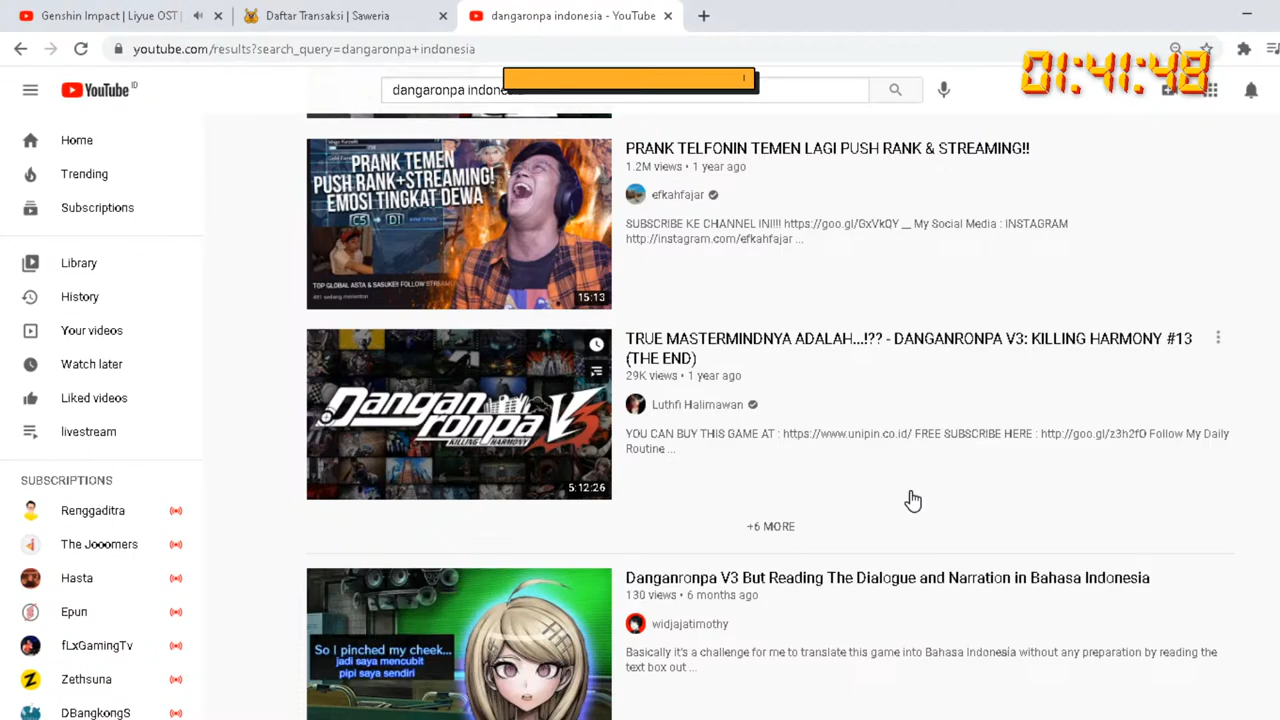 Genshin Impact | Liyue OST |
Daftar Transaksi | Saweria
dangaronpa indonesia - YouTube
youtube.com/results?search_query=dangaronpa+indonesia
01:41:48
YouTube ID
dangaronpa indonesia
Home
Trending
Subscriptions
Library
History
Your videos
Watch later
Liked videos
livestream
SUBSCRIPTIONS
Renggaditra
The Jooomers
Hasta
Epun
fLxGamingTv
Zethsuna
DBangkongS
PRANK TEMEN
PUSH RANK+STREAMING!
EMOSI TINGKAT DEWA
TOP GLOBAL ASTA & SASUKE!! FOLLOW STREAM
15:13
PRANK TELFONIN TEMEN LAGI PUSH RANK & STREAMING!!
1.2M views • 1 year ago
efkahfajar
SUBSCRIBE KE CHANNEL INI!!! https://goo.gl/GxVkQY __ My Social Media : INSTAGRAM
http://instagram.com/efkahfajar ...
Dangan
ronpa V3
KILLING HARMONY
5:12:26
TRUE MASTERMINDNYA ADALAH...!?? - DANGANRONPA V3: KILLING HARMONY #13
(THE END)
29K views • 1 year ago
Luthfi Halimawan
YOU CAN BUY THIS GAME AT : https://www.unipin.co.id/ FREE SUBSCRIBE HERE : http://goo.gl/z3h2fO Follow My Daily
Routine ...
+6 MORE
So I pinched my cheek...
jadi saya mencubit
pipi saya sendiri
Danganronpa V3 But Reading The Dialogue and Narration in Bahasa Indonesia
130 views • 6 months ago
widjajatimothy
Basically it's a challenge for me to translate this game into Bahasa Indonesia without any preparation by reading the
text box out ...